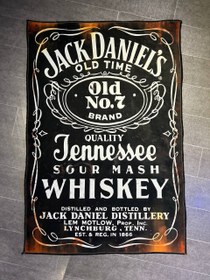 JACK DANIEL'S
OLD TIME
Old
No.7
BRAND
QUALITY
Tennessee
SOUR MASH
WHISKEY
DISTILLED AND BOTTLED BY
JACK DANIEL DISTILLERY
LEM MOTLOW, PROP. INC.
LYNCHBURG, TENN.
EST. & REG. IN 1866